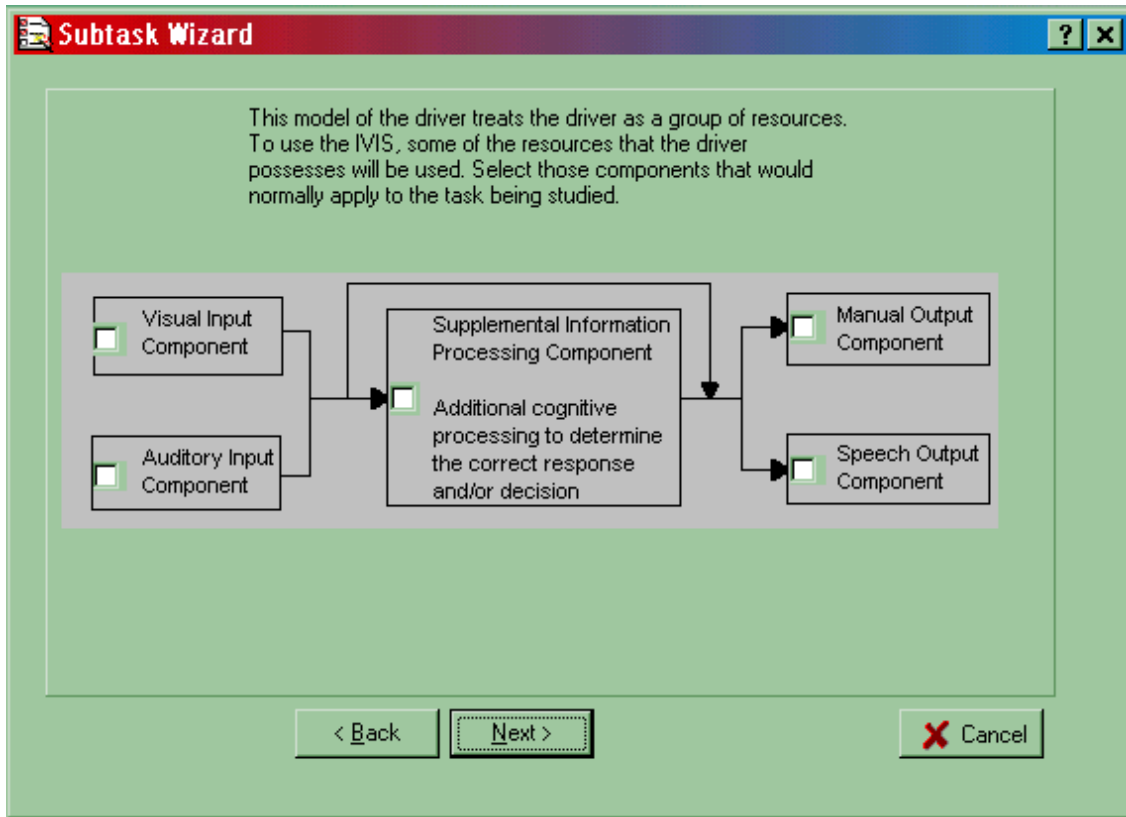 Subtask Wizard
? X
This model of the driver treats the driver as a group of resources.
To use the IVIS, some of the resources that the driver
possesses will be used. Select those components that would
normally apply to the task being studied.
Visual Input
Component
Auditory Input
Component
Supplemental Information
Processing Component
Additional cognitive
processing to determine
the correct response
and/or decision
Manual Output
Component
Speech Output
Component
< Back
Next >
Cancel